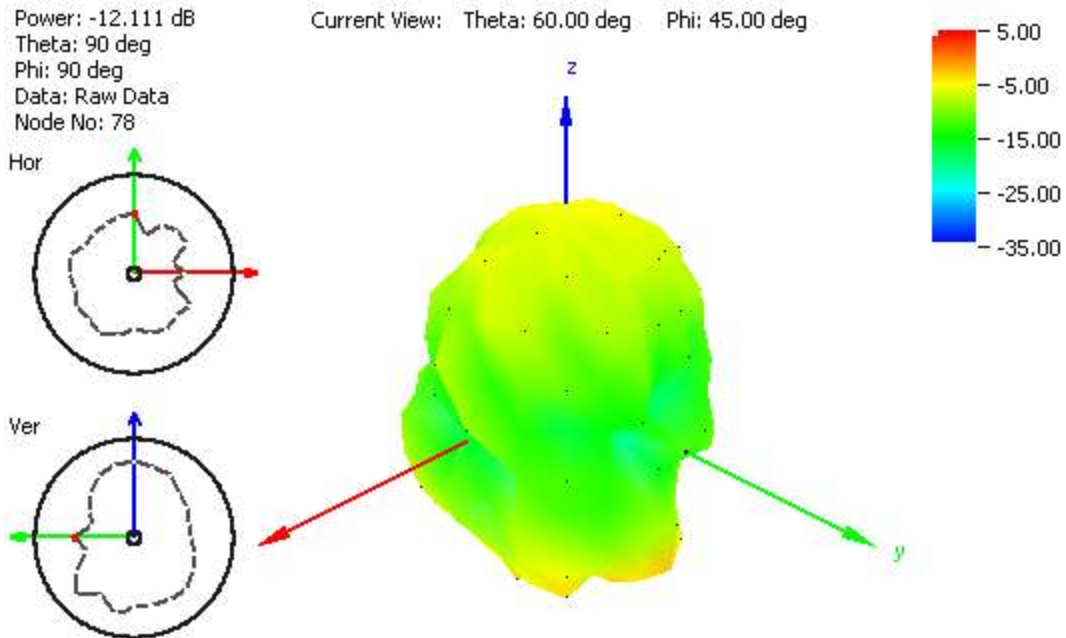 Power: -12.111 dB
Theta: 90 deg
Phi: 90 deg
Data: Raw Data
Node No: 78
Current View: Theta: 60.00 deg Phi: 45.00 deg
Hor
Ver
z
y
5.00
-5.00
-15.00
-25.00
-35.00